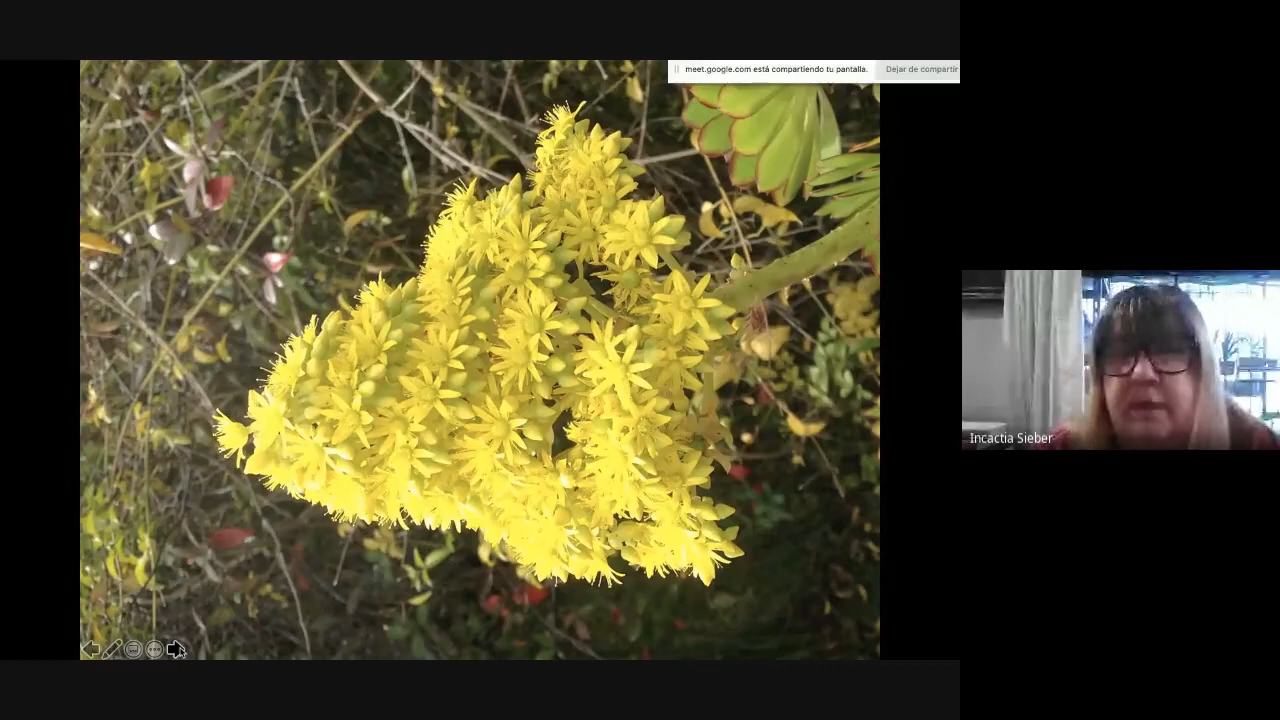 meet.google.com está compartiendo tu pantalla.
Dejar de compartir
Incactia Sieber